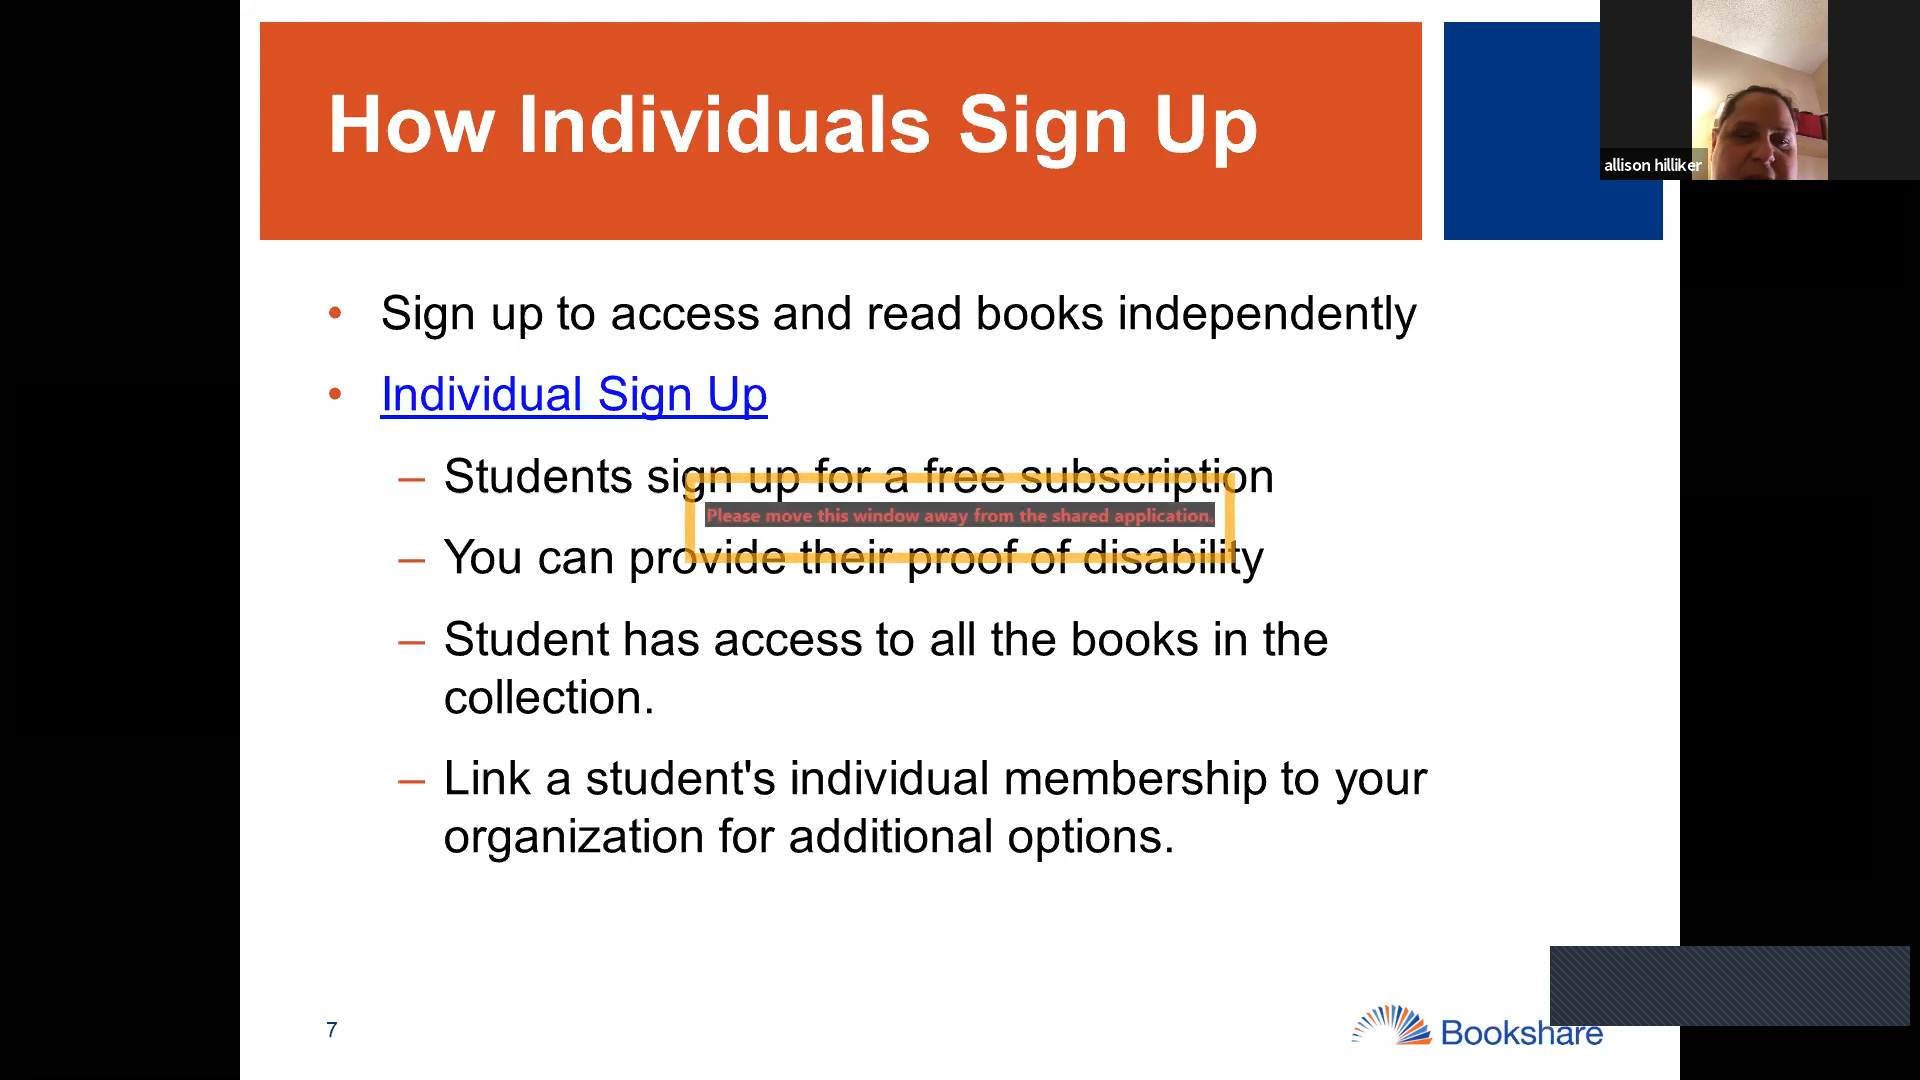 How Individuals Sign Up
allison hilliker
• Sign up to access and read books independently
• Individual Sign Up
– Students sign up for a free subscription
Please move this window away from the shared application.
– You can provide their proof of disability
– Student has access to all the books in the
collection.
– Link a student's individual membership to your
organization for additional options.
7
Bookshare